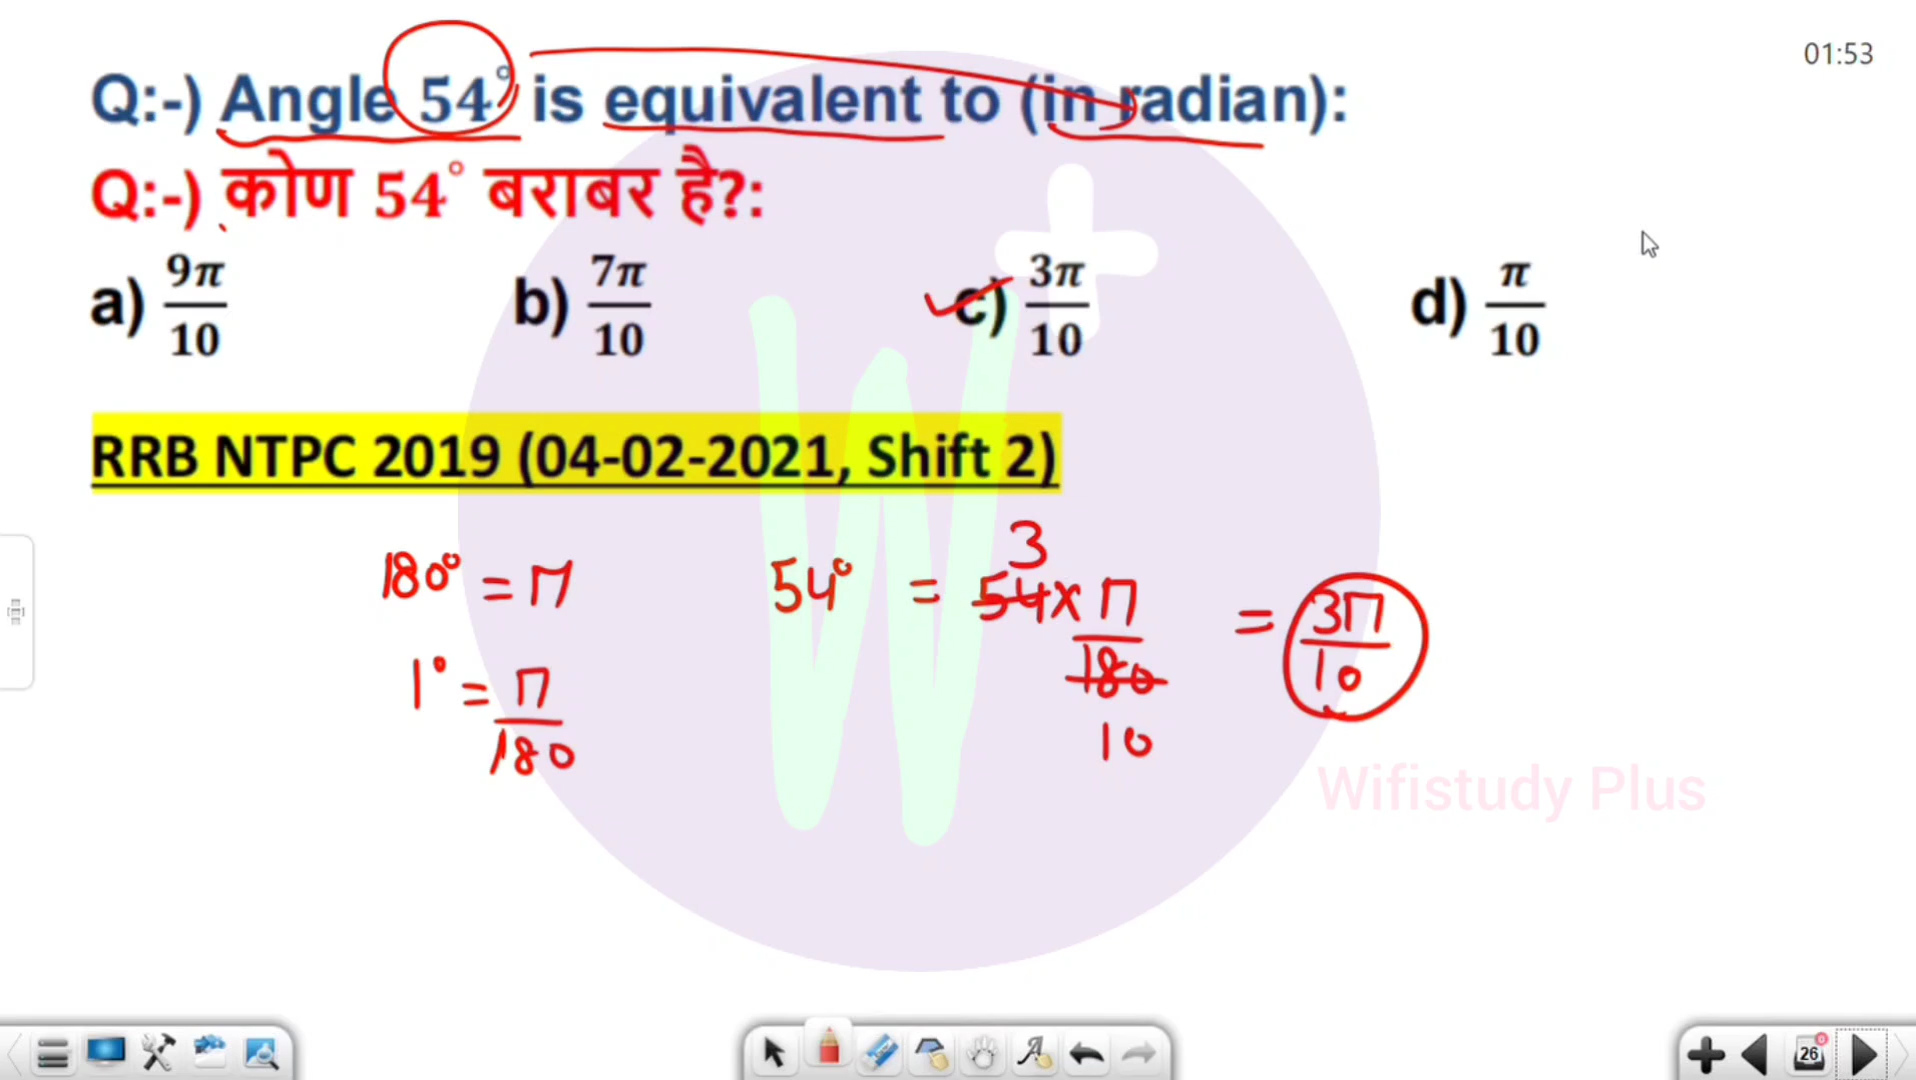 01:53
Q:-) Angle 54° is equivalent to (in radian):
Q:-) कोण 54° बराबर है?:
a) 9π/10 b) 7π/10 c) 3π/10 d) π/10
RRB NTPC 2019 (04-02-2021, Shift 2)
180° = π
1° = π/180
3
54° = 54 x π/180 = 3π/10
10
Wifistudy Plus
26